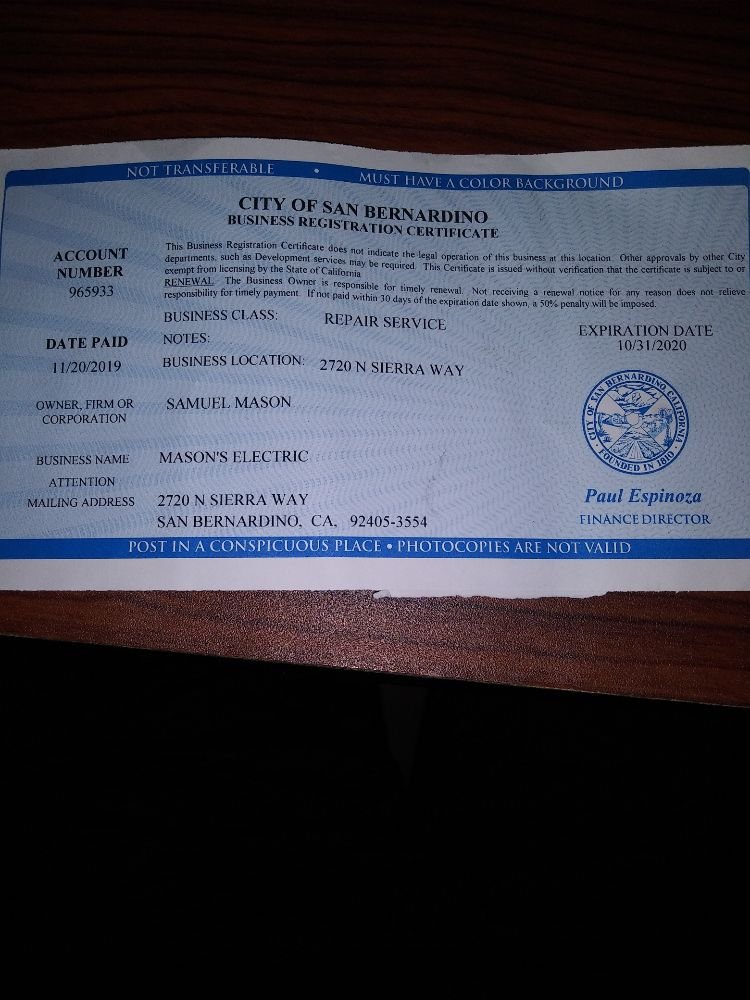 NOT TRANSFERABLE • MUST HAVE A COLOR BACKGROUND
CITY OF SAN BERNARDINO
BUSINESS REGISTRATION CERTIFICATE
ACCOUNT NUMBER
965933
This Business Registration Certificate does not indicate the legal operation of this business at this location. Other approvals by other City
departments, such as Development services may be required. This Certificate is issued without verification that the certificate is subject to or
exempt from licensing by the State of California
RENEWAL: The Business Owner is responsible for timely renewal. Not receiving a renewal notice for any reason does not relieve
responsibility for timely payment. If not paid within 30 days of the expiration date shown, a 50% penalty will be imposed.
BUSINESS CLASS: REPAIR SERVICE
EXPIRATION DATE
10/31/2020
DATE PAID
11/20/2019
NOTES:
BUSINESS LOCATION: 2720 N SIERRA WAY
OWNER, FIRM OR
CORPORATION
SAMUEL MASON
CITY OF SAN BERNARDINO, CALIFORNIA
FOUNDED IN 1810
BUSINESS NAME MASON'S ELECTRIC
ATTENTION
MAILING ADDRESS 2720 N SIERRA WAY
SAN BERNARDINO, CA, 92405-3554
Paul Espinoza
FINANCE DIRECTOR
POST IN A CONSPICUOUS PLACE • PHOTOCOPIES ARE NOT VALID